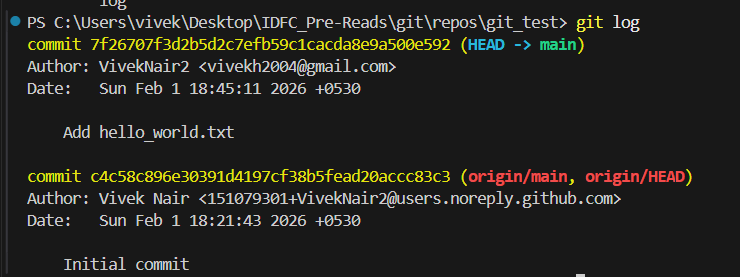 log
PS C:\Users\vivek\Desktop\IDFC_Pre-Reads\git\repos\git_test> git log
commit 7f26707f3d2b5d2c7efb59c1cacda8e9a500e592 (HEAD -> main)
Author: VivekNair2 <vivekh2004@gmail.com>
Date:   Sun Feb 1 18:45:11 2026 +0530
    Add hello_world.txt
commit c4c58c896e30391d4197cf38b5fead20accc83c3 (origin/main, origin/HEAD)
Author: Vivek Nair <151079301+VivekNair2@users.noreply.github.com>
Date:   Sun Feb 1 18:21:43 2026 +0530
    Initial commit